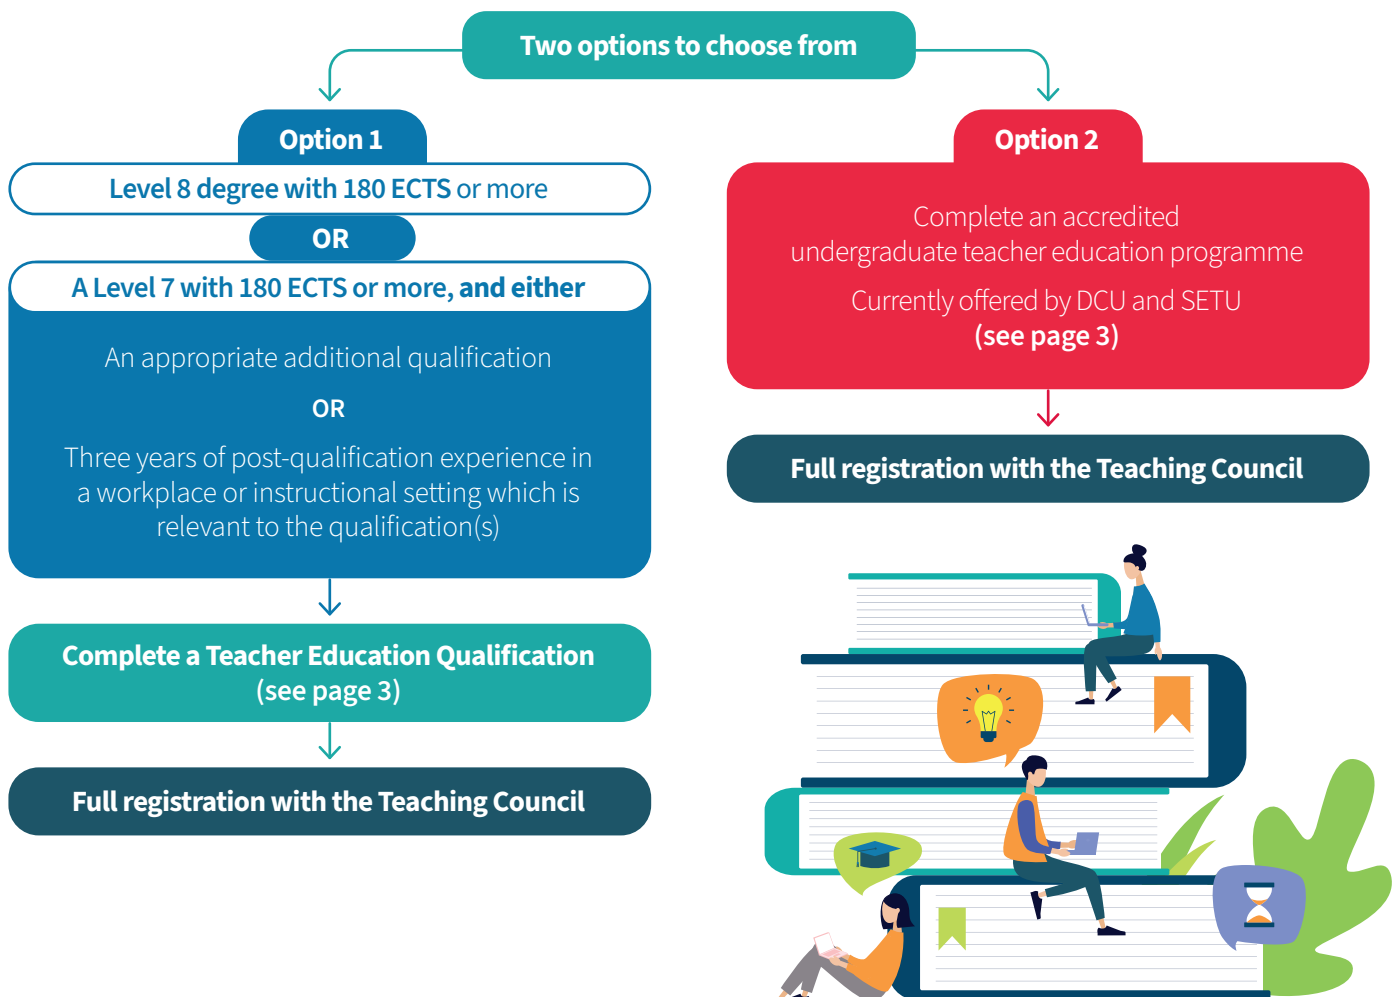 Two options to choose from
Option 1
Level 8 degree with 180 ECTS or more
OR
A Level 7 with 180 ECTS or more, and either
An appropriate additional qualification
OR
Three years of post-qualification experience in
a workplace or instructional setting which is
relevant to the qualification(s)
Complete a Teacher Education Qualification
(see page 3)
Full registration with the Teaching Council
Option 2
Complete an accredited
undergraduate teacher education programme
Currently offered by DCU and SETU
(see page 3)
Full registration with the Teaching Council